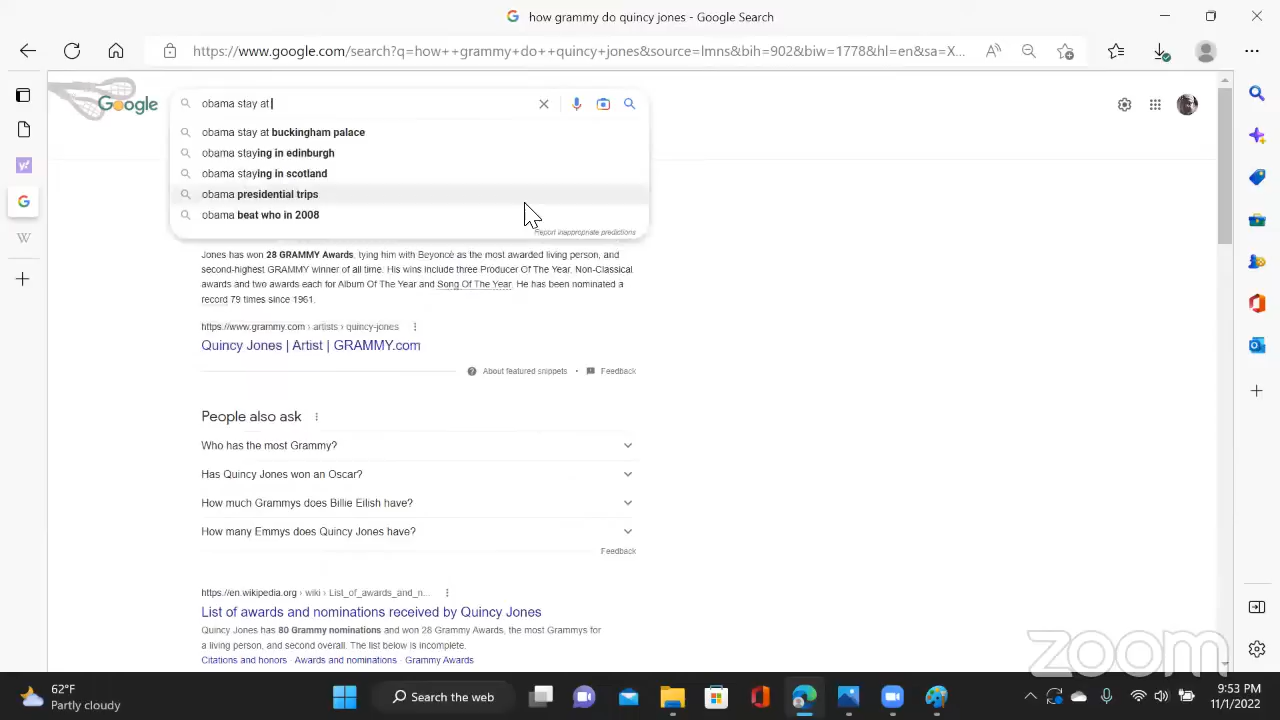 how grammy do quincy jones - Google Search
https://www.google.com/search?q=how++grammy+do++quincy+jones&source=lmns&bih=902&biw=1778&hl=en&sa=X...
Google
obama stay at
obama stay at buckingham palace
obama staying in edinburgh
obama staying in scotland
obama presidential trips
obama beat who in 2008
Report inappropriate predictions
Jones has won 28 GRAMMY Awards, tying him with Beyoncé as the most awarded living person, and
second-highest GRAMMY winner of all time. His wins include three Producer Of The Year, Non-Classical
awards and two awards each for Album Of The Year and Song Of The Year. He has been nominated a
record 79 times since 1961.
https://www.grammy.com › artists › quincy-jones
Quincy Jones | Artist | GRAMMY.com
About featured snippets • Feedback
People also ask
Who has the most Grammy?
Has Quincy Jones won an Oscar?
How much Grammys does Billie Eilish have?
How many Emmys does Quincy Jones have?
Feedback
https://en.wikipedia.org › wiki › List_of_awards_and_n...
List of awards and nominations received by Quincy Jones
Quincy Jones has 80 Grammy nominations and won 28 Grammy Awards, the most Grammys for
a living person, and second overall. The list below is incomplete.
Citations and honors · Awards and nominations · Grammy Awards
zoom
62°F
Partly cloudy
Search the web
9:53 PM
11/1/2022